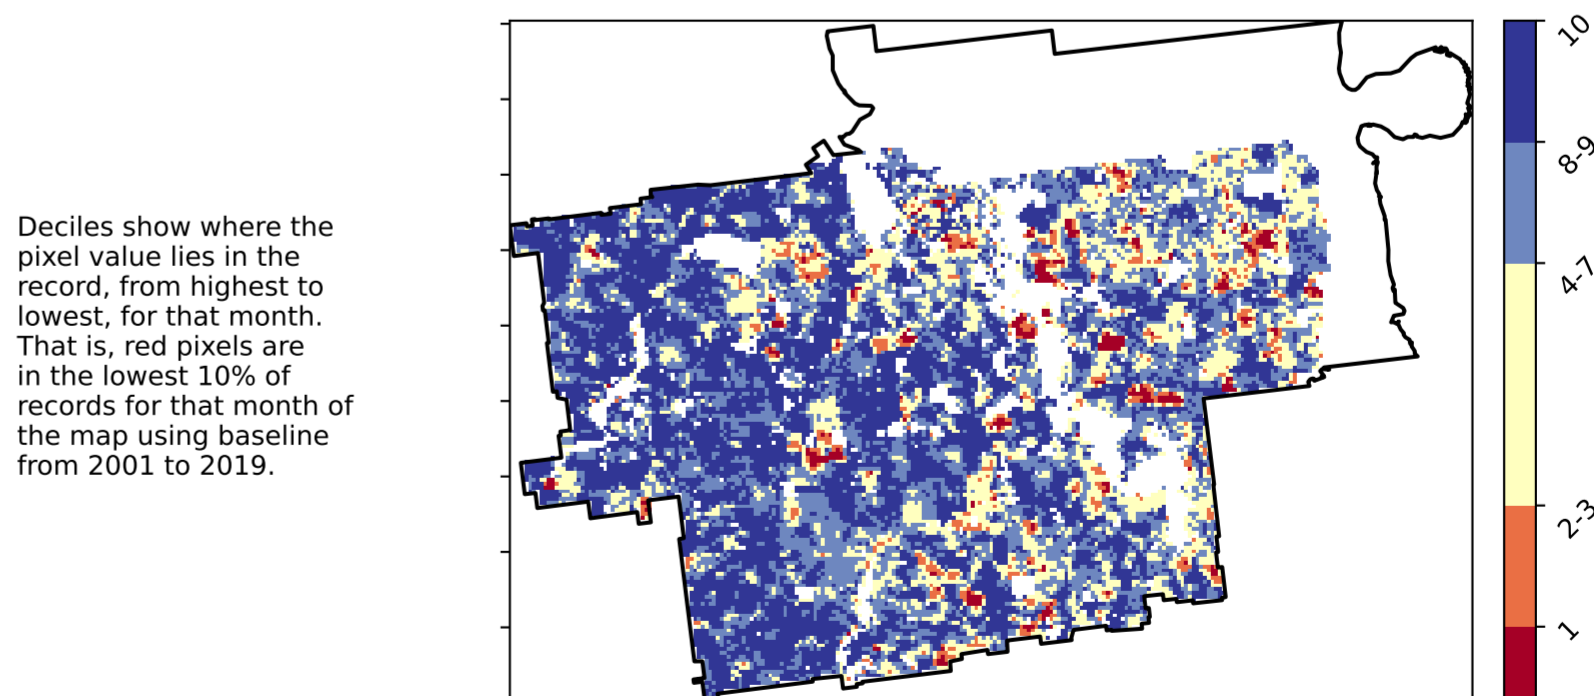 Deciles show where the
pixel value lies in the
record, from highest to
lowest, for that month.
That is, red pixels are
in the lowest 10% of
records for that month of
the map using baseline
from 2001 to 2019.
10
8-9
4-7
2-3
1